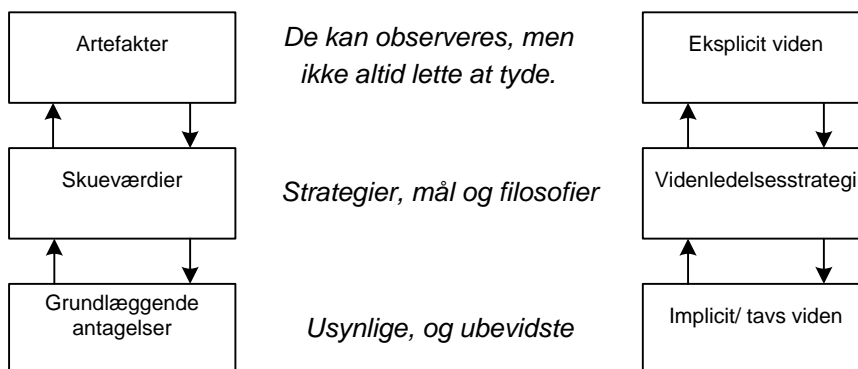 Artefakter
De kan observeres, men
ikke altid lette at tyde.
Eksplicit viden
Skueværdier
Strategier, mål og filosofier
Videnledelsesstrategi
Grundlæggende
antagelser
Usynlige, og ubevidste
Implicit/ tavs viden